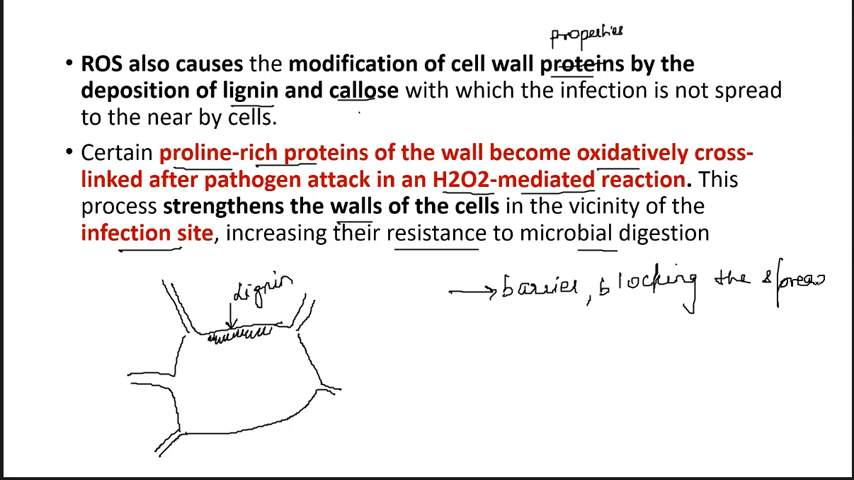 properties
• ROS also causes the modification of cell wall proteins by the
deposition of lignin and callose with which the infection is not spread
to the near by cells.
• Certain proline-rich proteins of the wall become oxidatively cross-
linked after pathogen attack in an H2O2-mediated reaction. This
process strengthens the walls of the cells in the vicinity of the
infection site, increasing their resistance to microbial digestion
lignin
→ barrier, blocking the spread